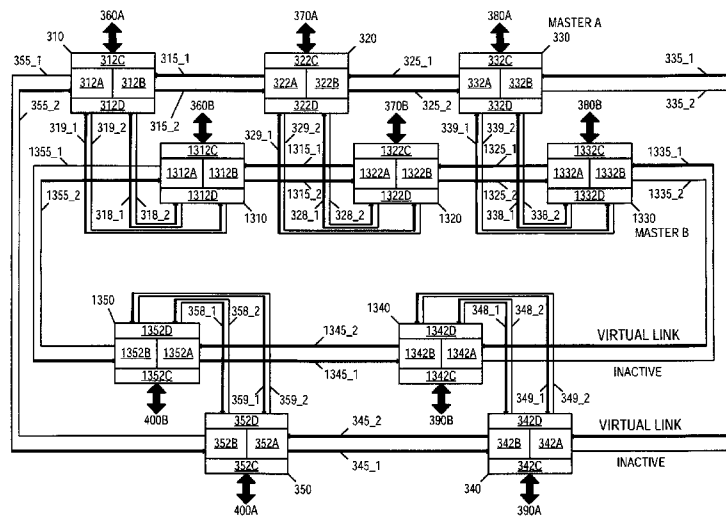 360A 370A 380A MASTER A
355_1 310 320 330
312C 315_1 322C 325_1 332C 335_1
312A 312B 322A 322B 332A 332B
355_2 312D 315_2 322D 325_2 332D 335_2
319_1 319_2 360B 329_1 329_2 370B 339_1 339_2 380B
1355_1 1312C 1315_1 1322C 1325_1 1332C 1335_1
1312A 1312B 1322A 1322B 1332A 1332B
1355_2 1312D 1315_2 1322D 1325_2 1332D 1335_2
318_1 318_2 1310 328_1 328_2 1320 338_1 338_2 1330
MASTER B
1350 358_1 358_2 1340 348_1 348_2
1352D 1345_2 1342D VIRTUAL LINK
1352B 1352A 1342B 1342A
1352C 1345_1 1342C INACTIVE
400B 359_1 359_2 390B 349_1 349_2
352D 345_2 342D VIRTUAL LINK
352B 352A 342B 342A
352C 345_1 342C INACTIVE
400A 350 340 390A